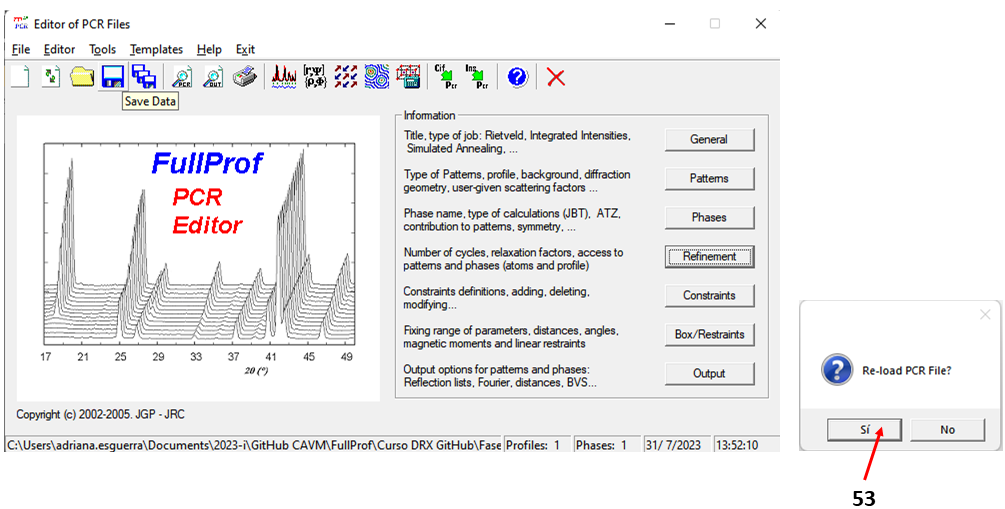 Editor of PCR Files
File Editor Tools Templates Help Exit
PCR OUT [r,Ψ] (P,Φ) Cif Pcr Ins Pcr
Save Data
FullProf
PCR
Editor
17 21 25 29 33 37 41 45 49
2θ (°)
Information
Title, type of job: Rietveld, Integrated Intensities,
Simulated Annealing, ...
General
Type of Patterns, profile, background, diffraction
geometry, user-given scattering factors ...
Patterns
Phase name, type of calculations (JBT), ATZ,
contribution to patterns, symmetry, ...
Phases
Number of cycles, relaxation factors, access to
patterns and phases (atoms and profile)
Refinement
Constraints definitions, adding, deleting,
modifying...
Constraints
Fixing range of parameters, distances, angles,
magnetic moments and linear restraints
Box/Restraints
Output options for patterns and phases:
Reflection lists, Fourier, distances, BVS...
Output
Copyright (c) 2002-2005. JGP - JRC
C:\Users\adriana.esguerra\Documents\2023-i\GitHub CAVM\FullProf\Curso DRX GitHub\Fase Profiles: 1 Phases: 1 31/ 7/2023 13:52:10
Re-load PCR File?
Sí No
53